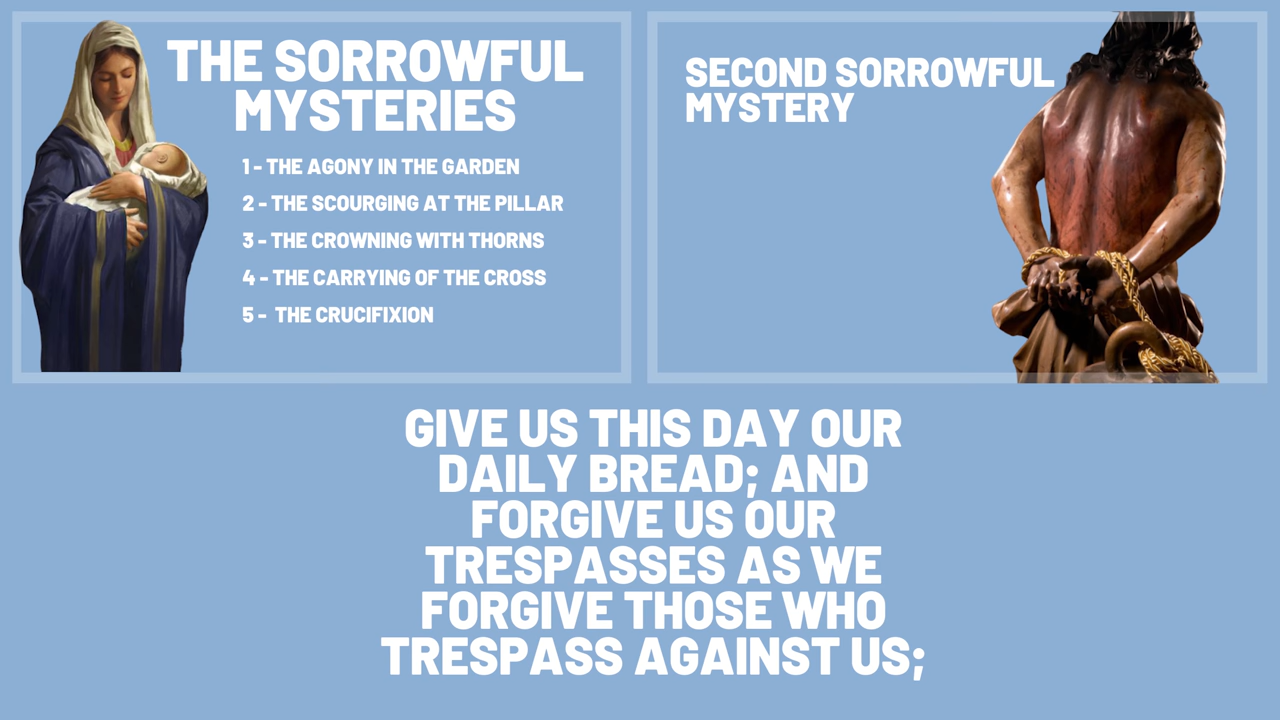 THE SORROWFUL
MYSTERIES
1 - THE AGONY IN THE GARDEN
2 - THE SCOURGING AT THE PILLAR
3 - THE CROWNING WITH THORNS
4 - THE CARRYING OF THE CROSS
5 - THE CRUCIFIXION
SECOND SORROWFUL
MYSTERY
GIVE US THIS DAY OUR
DAILY BREAD; AND
FORGIVE US OUR
TRESPASSES AS WE
FORGIVE THOSE WHO
TRESPASS AGAINST US;